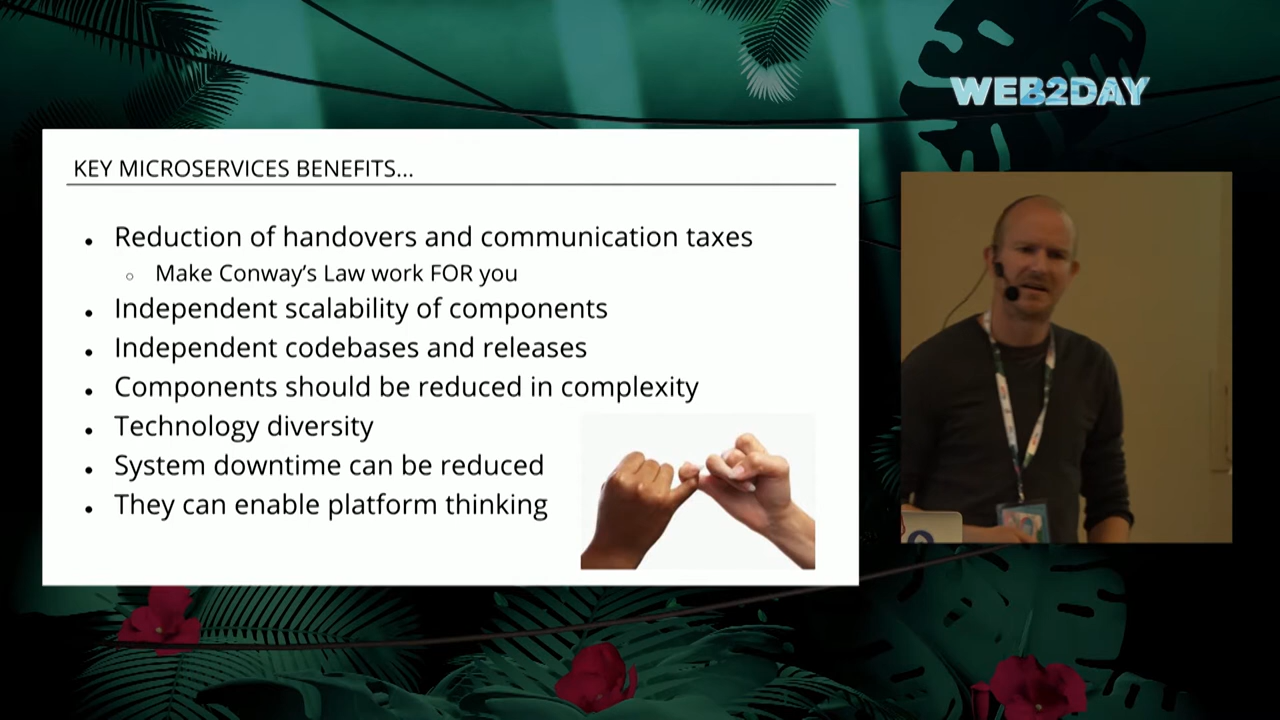 WEB2DAY
KEY MICROSERVICES BENEFITS...
• Reduction of handovers and communication taxes
○ Make Conway’s Law work FOR you
• Independent scalability of components
• Independent codebases and releases
• Components should be reduced in complexity
• Technology diversity
• System downtime can be reduced
• They can enable platform thinking